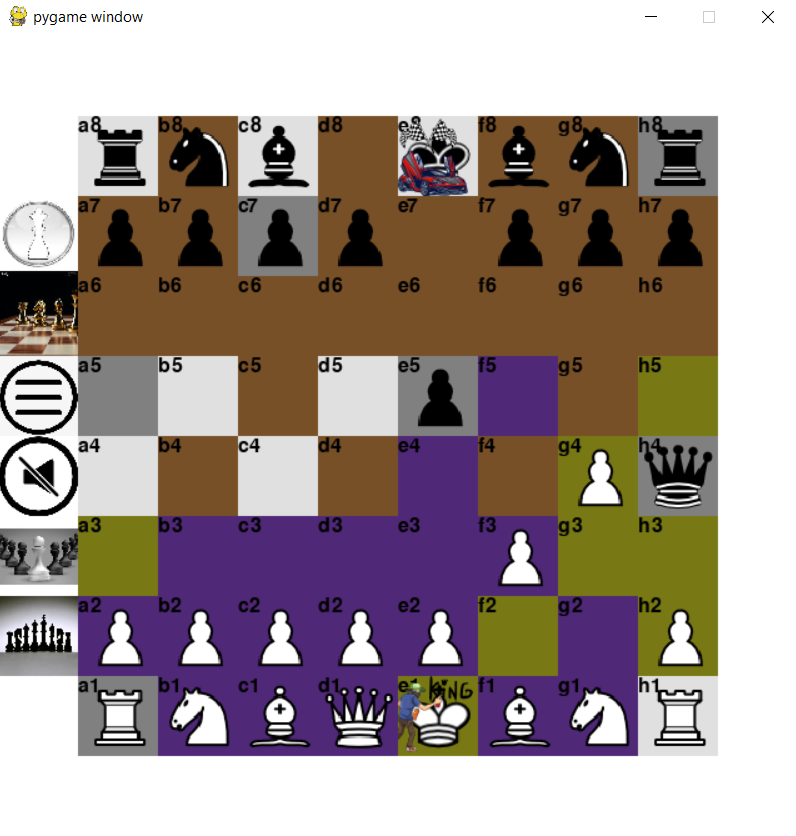 pygame window
a8 b8 c8 d8 e8 f8 g8 h8
a7 b7 c7 d7 e7 f7 g7 h7
a6 b6 c6 d6 e6 f6 g6 h6
a5 b5 c5 d5 e5 f5 g5 h5
a4 b4 c4 d4 e4 f4 g4 h4
a3 b3 c3 d3 e3 f3 g3 h3
a2 b2 c2 d2 e2 f2 g2 h2
a1 b1 c1 d1 e1 KING f1 g1 h1